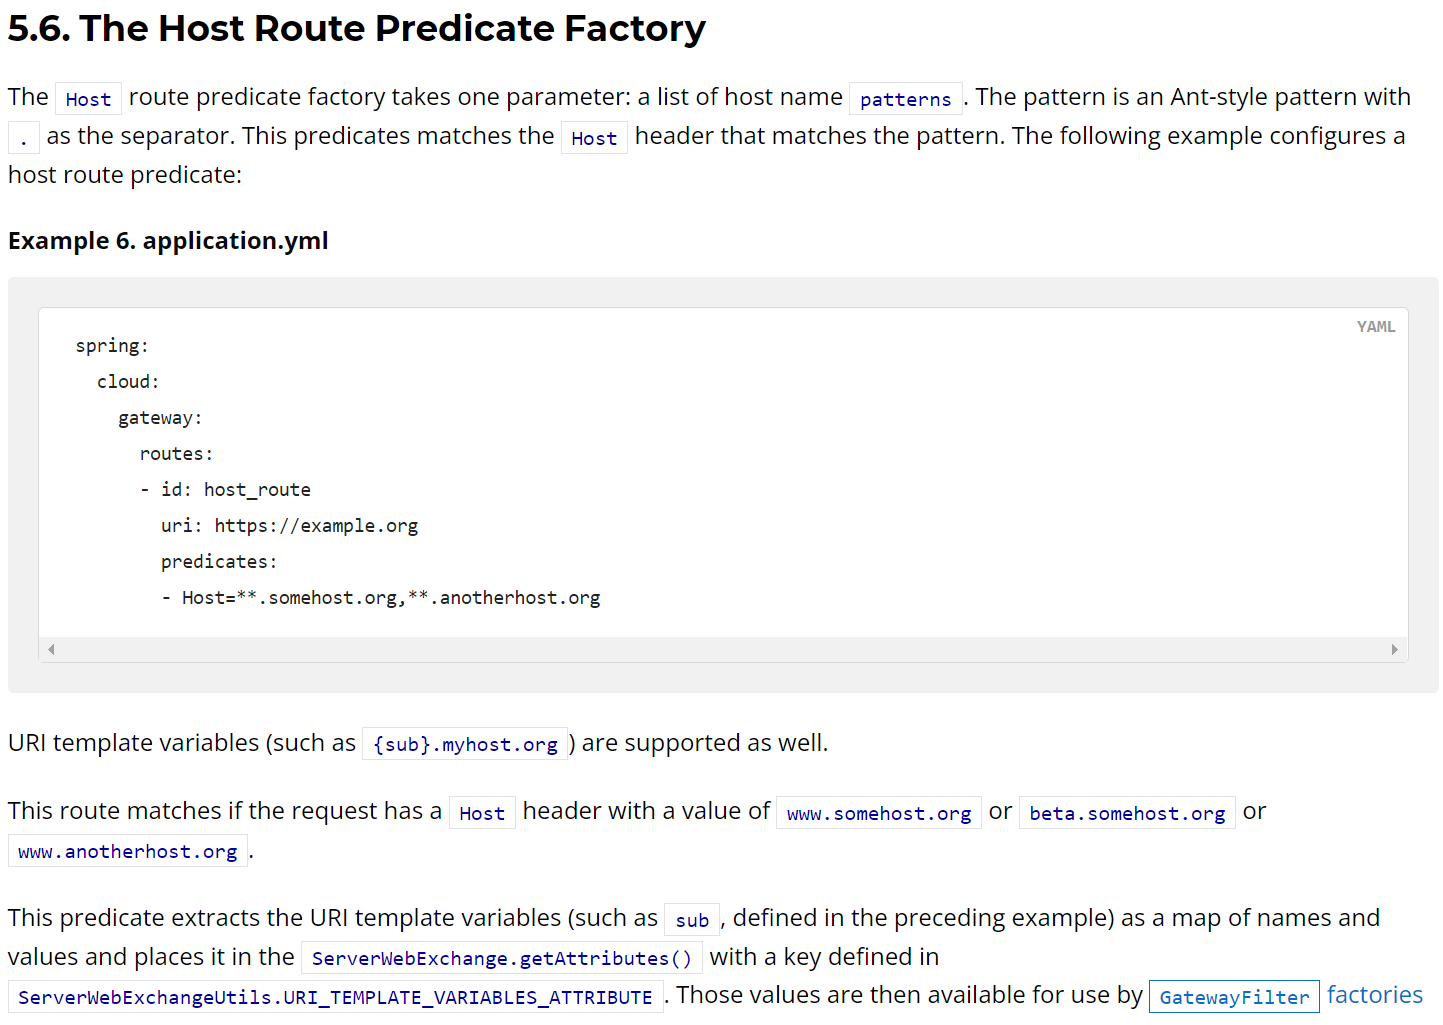 5.6. The Host Route Predicate Factory
The Host route predicate factory takes one parameter: a list of host name patterns. The pattern is an Ant-style pattern with
. as the separator. This predicates matches the Host header that matches the pattern. The following example configures a
host route predicate:
Example 6. application.yml
YAML
spring:
  cloud:
    gateway:
      routes:
      - id: host_route
        uri: https://example.org
        predicates:
        - Host=**.somehost.org,**.anotherhost.org
URI template variables (such as {sub}.myhost.org) are supported as well.
This route matches if the request has a Host header with a value of www.somehost.org or beta.somehost.org or
www.anotherhost.org.
This predicate extracts the URI template variables (such as sub, defined in the preceding example) as a map of names and
values and places it in the ServerWebExchange.getAttributes() with a key defined in
ServerWebExchangeUtils.URI_TEMPLATE_VARIABLES_ATTRIBUTE. Those values are then available for use by GatewayFilter factories